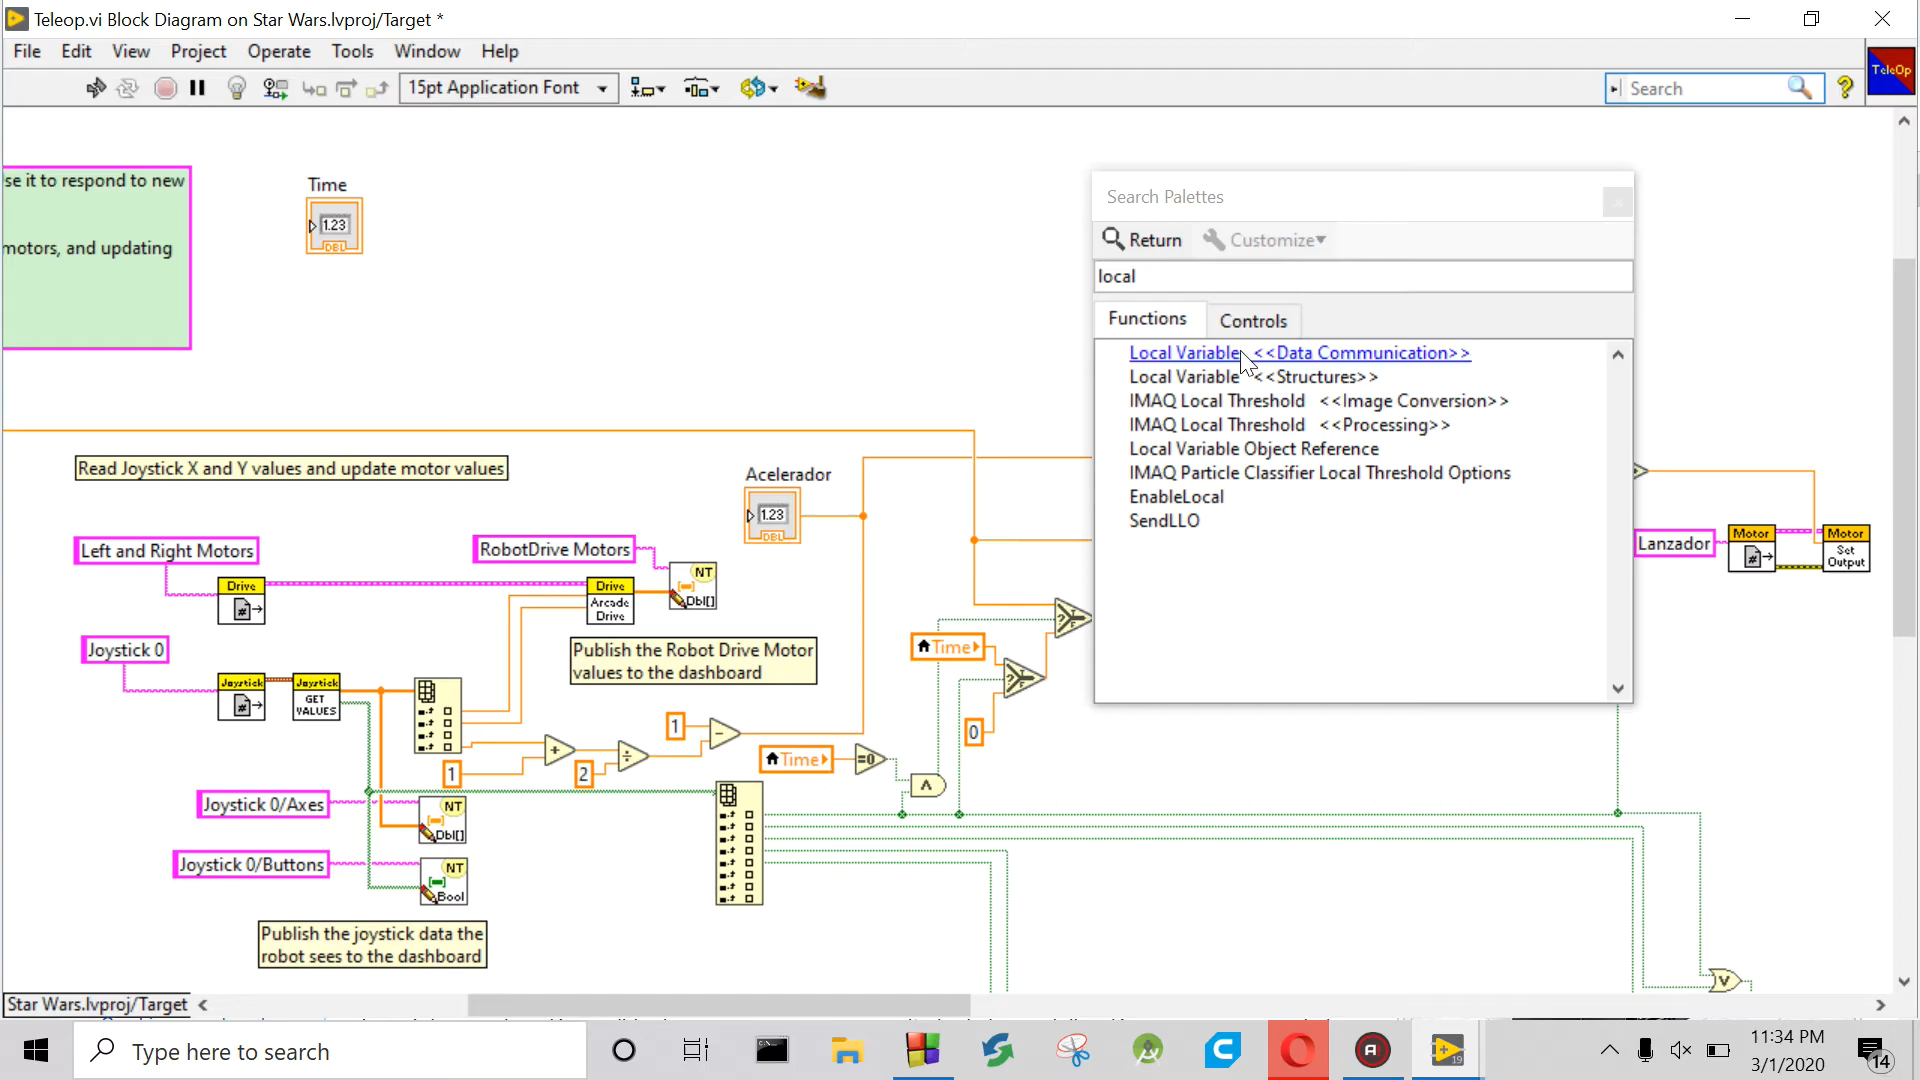 Teleop.vi Block Diagram on Star Wars.lvproj/Target *
File Edit View Project Operate Tools Window Help
15pt Application Font
Search
TeleOp
se it to respond to new
motors, and updating
Time
1.23
DBL
Search Palettes
Return Customize
local
Functions Controls
Local Variable <<Data Communication>>
Local Variable <<Structures>>
IMAQ Local Threshold <<Image Conversion>>
IMAQ Local Threshold <<Processing>>
Local Variable Object Reference
IMAQ Particle Classifier Local Threshold Options
EnableLocal
SendLLO
Read Joystick X and Y values and update motor values
Acelerador
1.23
DBL
Left and Right Motors
RobotDrive Motors
NT
Dbl[]
Drive
#
Drive
Arcade
Drive
Lanzador
Motor
#
Motor
Set
Output
Joystick 0
Publish the Robot Drive Motor
values to the dashboard
Joystick
#
Joystick
GET
VALUES
Time
? T F
? T F
0
1
+
1
÷
2
-
Time
=0
∧
Joystick 0/Axes
NT
Dbl[]
Joystick 0/Buttons
NT
Bool
Publish the joystick data the
robot sees to the dashboard
V
Star Wars.lvproj/Target <
Type here to search
19
11:34 PM
3/1/2020
14